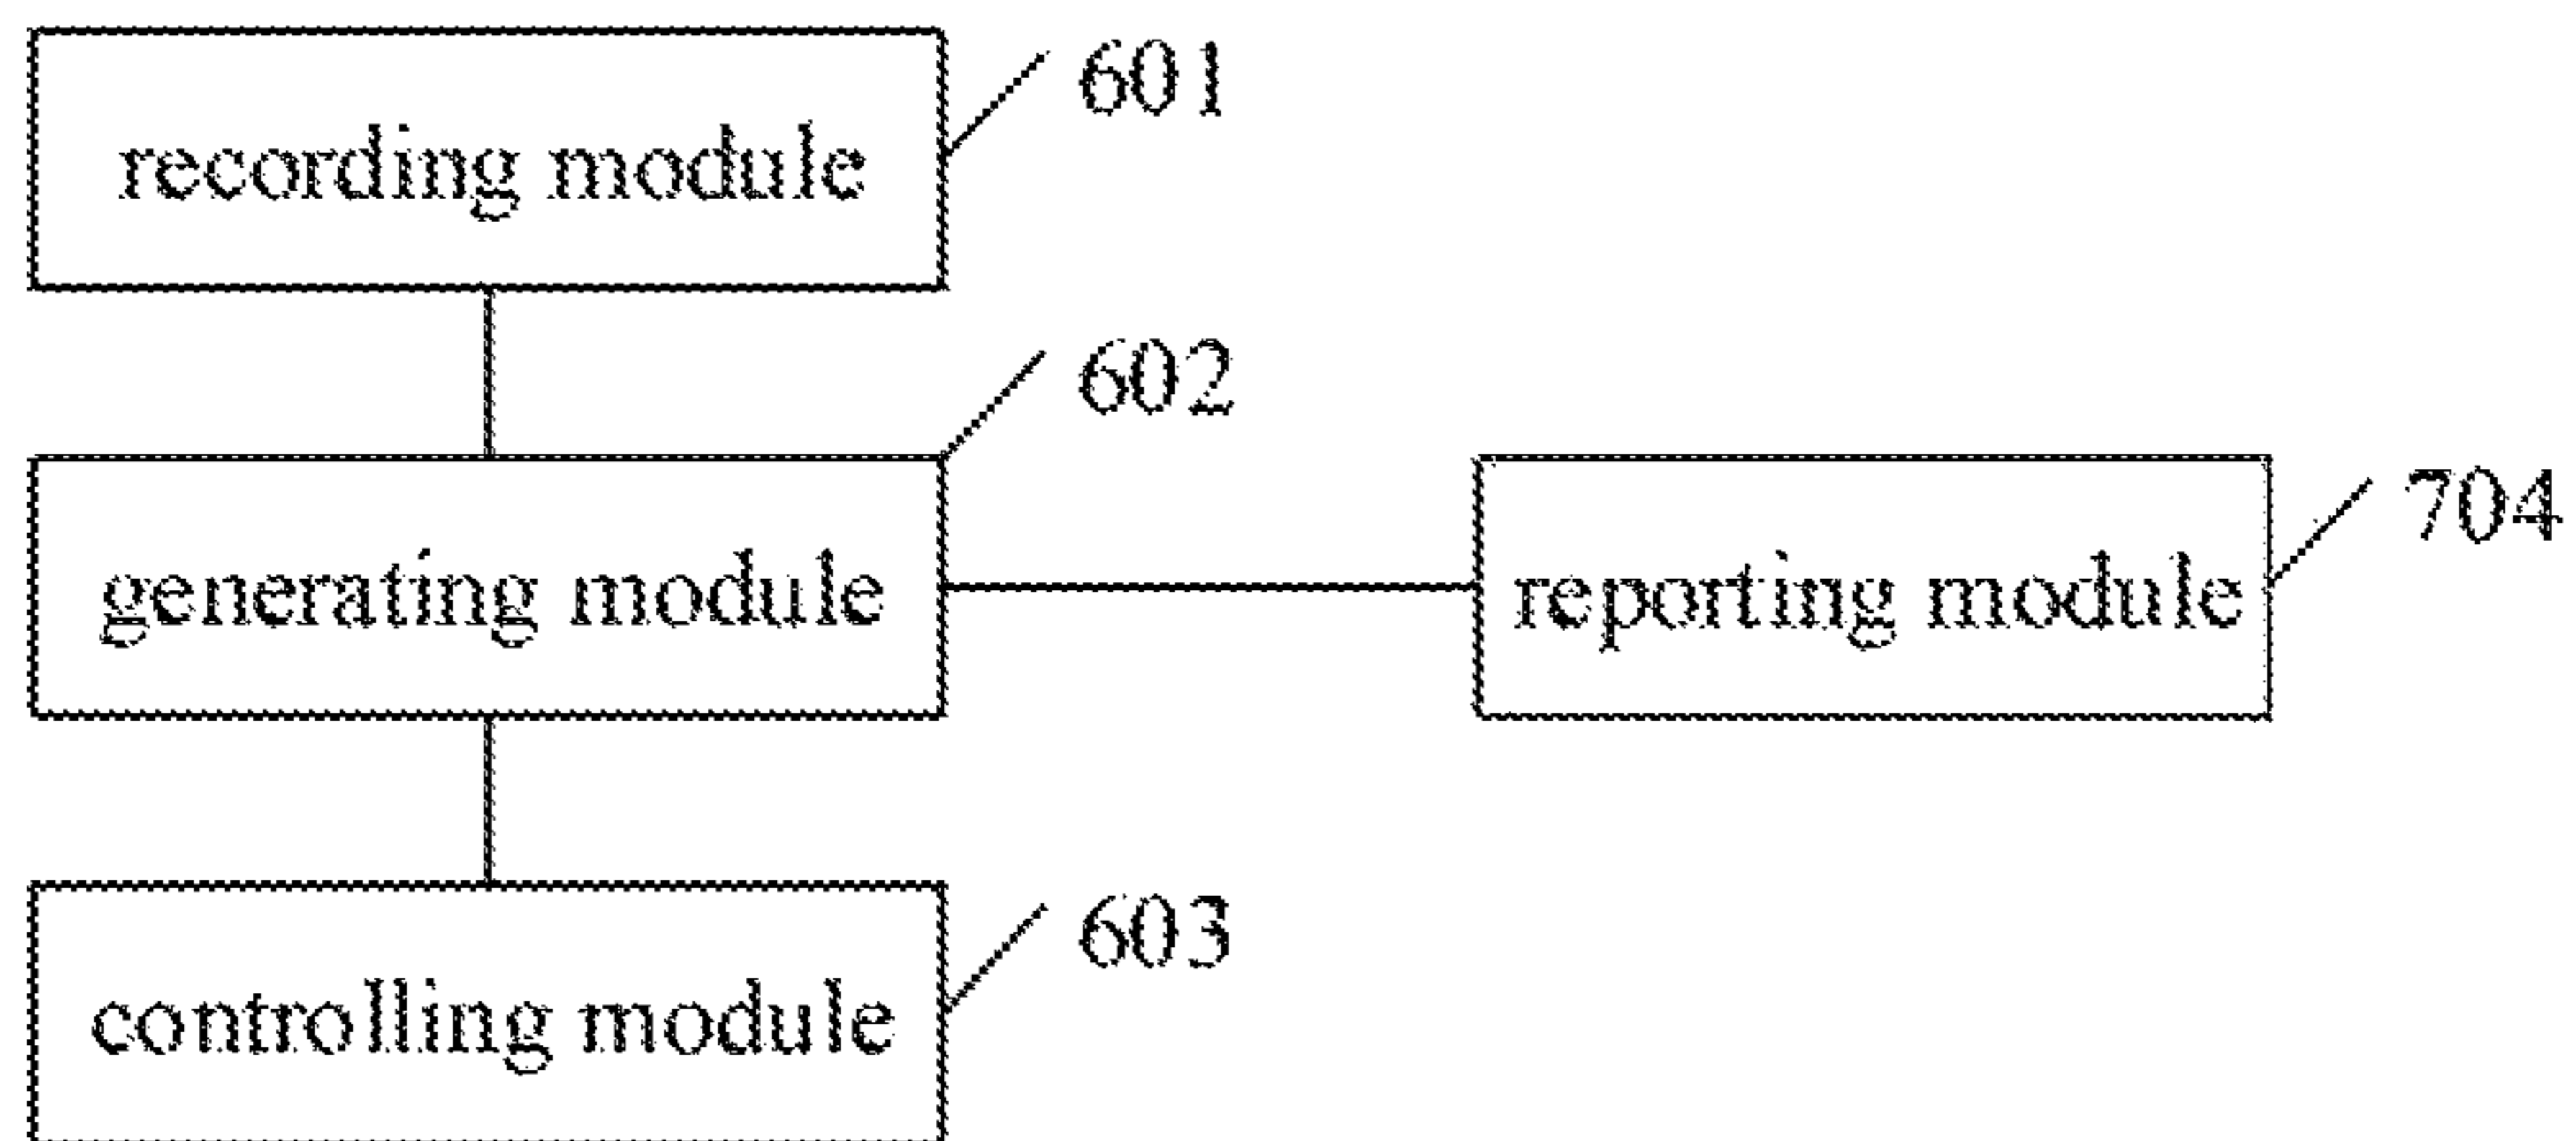 601
recording module
602
704
generating module
reporting module
603
controlling module